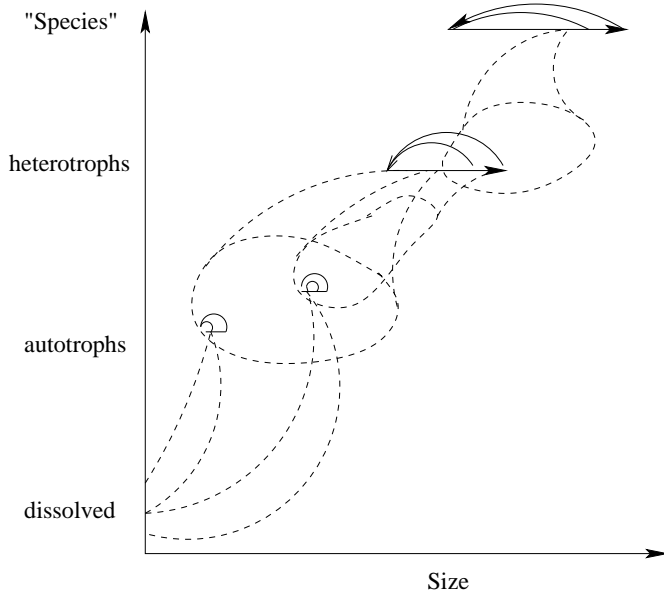 "Species"
heterotrophs
autotrophs
dissolved
Size